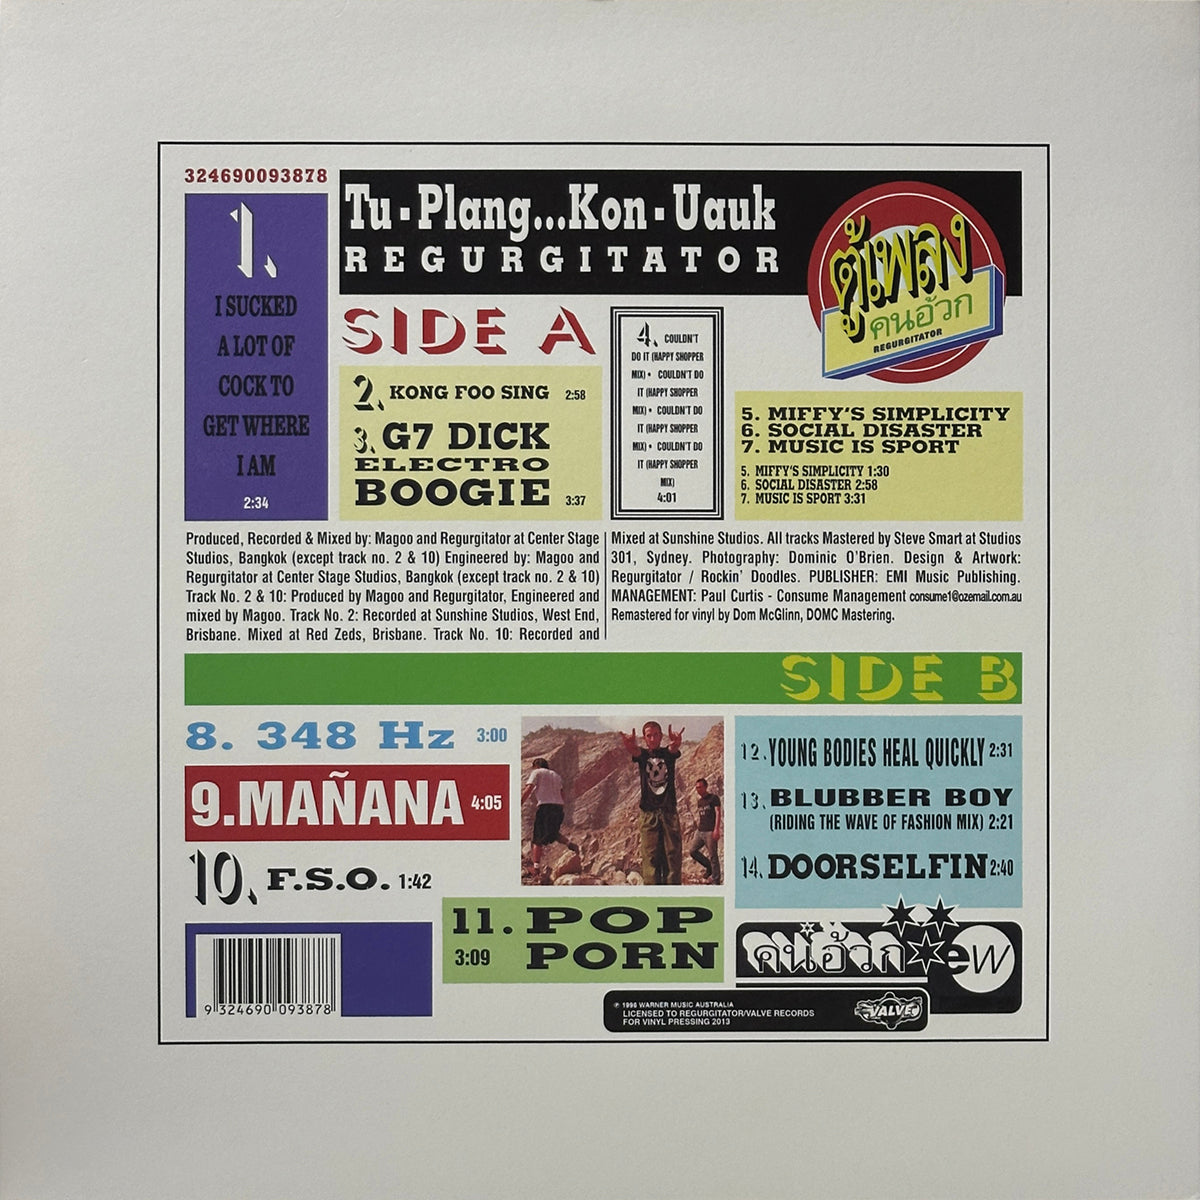 324690093878
Tu-Plang...Kon-Uauk
REGURGITATOR
ตู้เพลง
คนอ้วก
REGURGITATOR
1.
I SUCKED
A LOT OF
COCK TO
GET WHERE
I AM
2:34
SIDE A
2. KONG FOO SING 2:58
3. G7 DICK
ELECTRO
BOOGIE 3:37
4. COULDN'T
DO IT (HAPPY SHOPPER
MIX) • COULDN'T DO
IT (HAPPY SHOPPER
MIX) • COULDN'T DO
IT (HAPPY SHOPPER
MIX) • COULDN'T DO
IT (HAPPY SHOPPER
MIX)
4:01
5. MIFFY'S SIMPLICITY
6. SOCIAL DISASTER
7. MUSIC IS SPORT
5. MIFFY'S SIMPLICITY 1:30
6. SOCIAL DISASTER 2:58
7. MUSIC IS SPORT 3:31
Produced, Recorded & Mixed by: Magoo and Regurgitator at Center Stage
Studios, Bangkok (except track no. 2 & 10) Engineered by: Magoo and
Regurgitator at Center Stage Studios, Bangkok (except track no. 2 & 10)
Track No. 2 & 10: Produced by Magoo and Regurgitator, Engineered and
mixed by Magoo. Track No. 2: Recorded at Sunshine Studios, West End,
Brisbane. Mixed at Red Zeds, Brisbane. Track No. 10: Recorded and
Mixed at Sunshine Studios. All tracks Mastered by Steve Smart at Studios
301, Sydney. Photography: Dominic O'Brien. Design & Artwork:
Regurgitator / Rockin' Doodles. PUBLISHER: EMI Music Publishing.
MANAGEMENT: Paul Curtis - Consume Management consume1@ozemail.com.au
Remastered for vinyl by Dom McGlinn, DOMC Mastering.
SIDE B
8. 348 Hz 3:00
9. MAÑANA 4:05
10. F.S.O. 1:42
11. POP
PORN
3:09
12. YOUNG BODIES HEAL QUICKLY 2:31
13. BLUBBER BOY
(RIDING THE WAVE OF FASHION MIX) 2:21
14. DOORSELFIN 2:40
คนอ้วก
ew
9 324690 093878
℗ 1996 WARNER MUSIC AUSTRALIA
LICENSED TO REGURGITATOR/VALVE RECORDS
FOR VINYL PRESSING 2013
VALVE